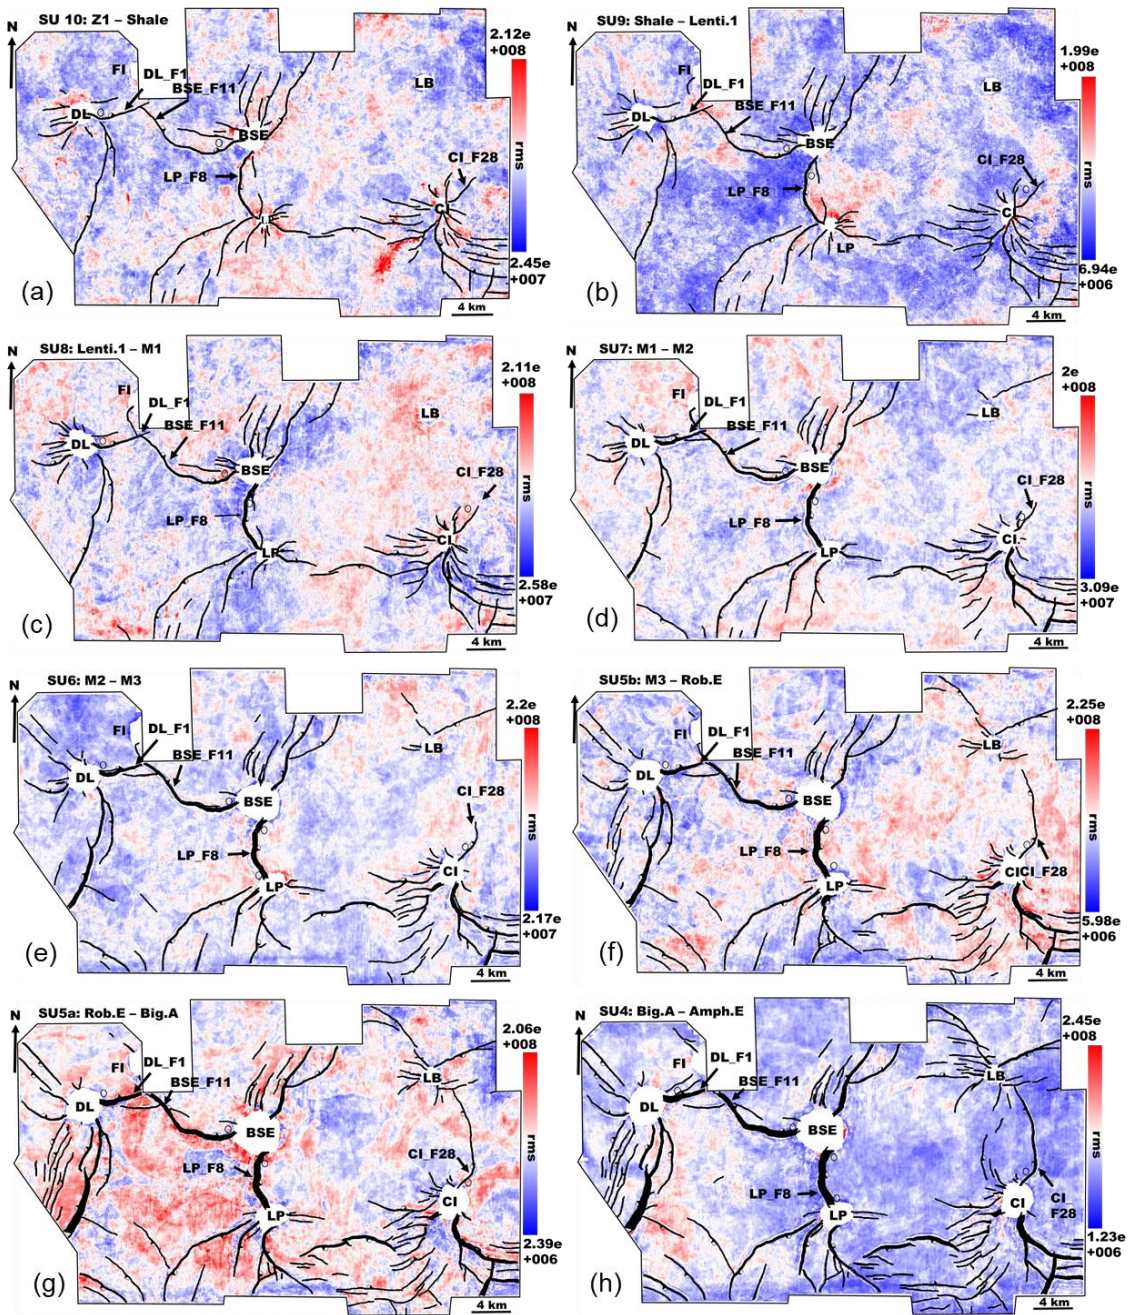 SU 10: Z1 – Shale
N
FI
DL_F1
BSE_F11
DL
BSE
LB
CI_F28
LP_F8
CI
2.12e
+008
rms
2.45e
+007
4 km
(a)
SU9: Shale – Lenti.1
N
FI
DL_F1
BSE_F11
DL
BSE
LB
CI_F28
LP_F8
CI
LP
1.99e
+008
rms
6.94e
+006
4 km
(b)
SU8: Lenti.1 – M1
N
FI
DL_F1
BSE_F11
DL
BSE
LB
CI_F28
LP_F8
LP
CI
2.11e
+008
rms
2.58e
+007
4 km
(c)
SU7: M1 – M2
N
FI
DL_F1
BSE_F11
DL
BSE
LB
CI_F28
LP_F8
LP
CI
2e
+008
rms
3.09e
+007
4 km
(d)
SU6: M2 – M3
N
FI
DL_F1
BSE_F11
DL
BSE
LB
CI_F28
LP_F8
LP
CI
2.2e
+008
rms
2.17e
+007
4 km
(e)
SU5b: M3 – Rob.E
N
FI
DL_F1
BSE_F11
DL
BSE
LB
LP_F8
LP
CI
CI_F28
2.25e
+008
rms
5.98e
+006
4 km
(f)
SU5a: Rob.E – Big.A
N
FI
DL_F1
BSE_F11
DL
BSE
LB
CI_F28
LP_F8
LP
CI
2.06e
+008
rms
2.39e
+006
4 km
(g)
SU4: Big.A – Amph.E
N
FI
DL_F1
BSE_F11
DL
BSE
LB
LP_F8
LP
CI
CI
F28
2.45e
+008
rms
1.23e
+006
4 km
(h)